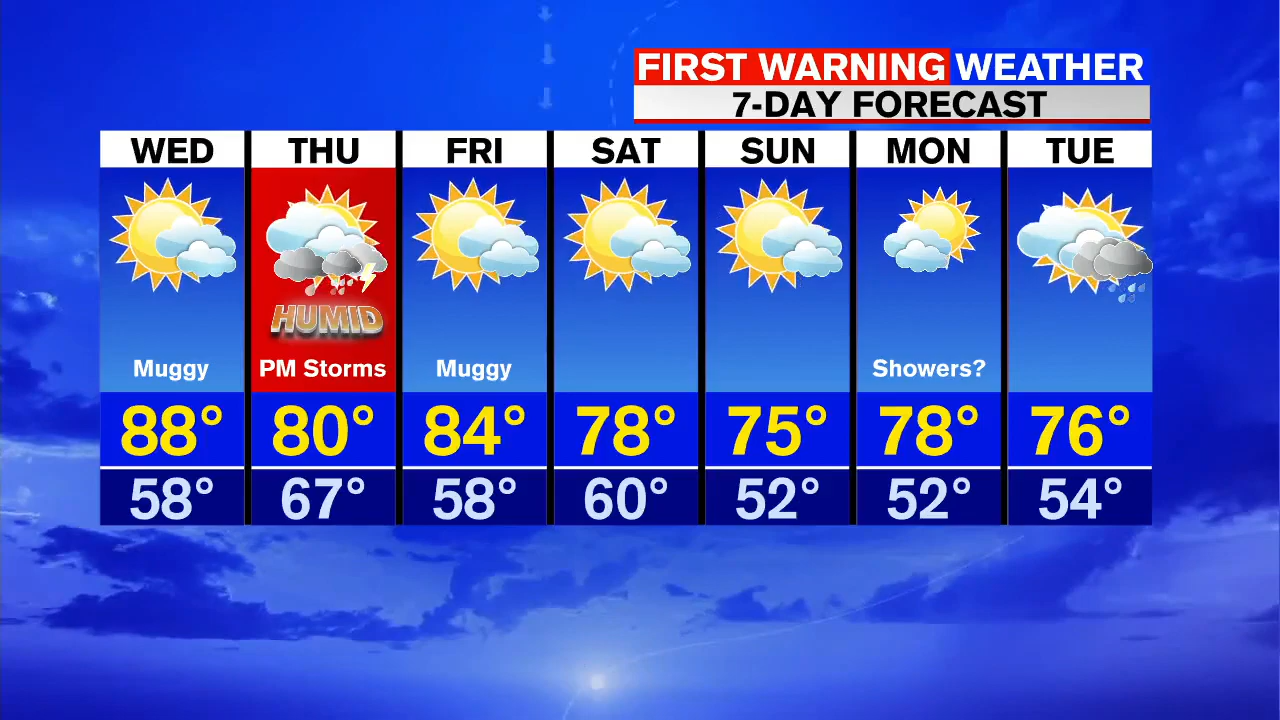 FIRST WARNING WEATHER
7-DAY FORECAST
WED THU FRI SAT SUN MON TUE
HUMID
Muggy PM Storms Muggy Showers?
88° 80° 84° 78° 75° 78° 76°
58° 67° 58° 60° 52° 52° 54°